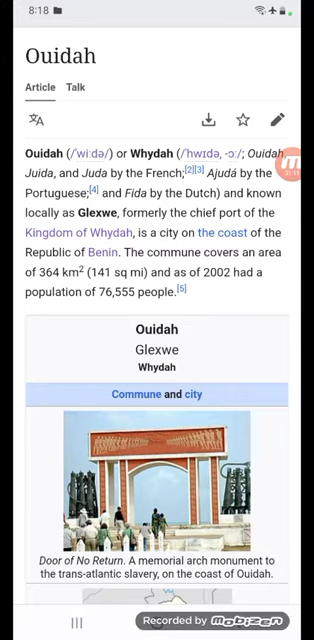 8:18
Ouidah
Article Talk
Ouidah (/ˈwiːdə/) or Whydah (/ˈhwɪdə, -ɔː/; Ouidah,
Juida, and Juda by the French;[2][3] Ajudá by the
Portuguese;[4] and Fida by the Dutch) and known
locally as Glexwe, formerly the chief port of the
Kingdom of Whydah, is a city on the coast of the
Republic of Benin. The commune covers an area
of 364 km2 (141 sq mi) and as of 2002 had a
population of 76,555 people.[5]
Ouidah
Glexwe
Whydah
Commune and city
Door of No Return. A memorial arch monument to
the trans-atlantic slavery, on the coast of Ouidah.
Recorded by Mobizen